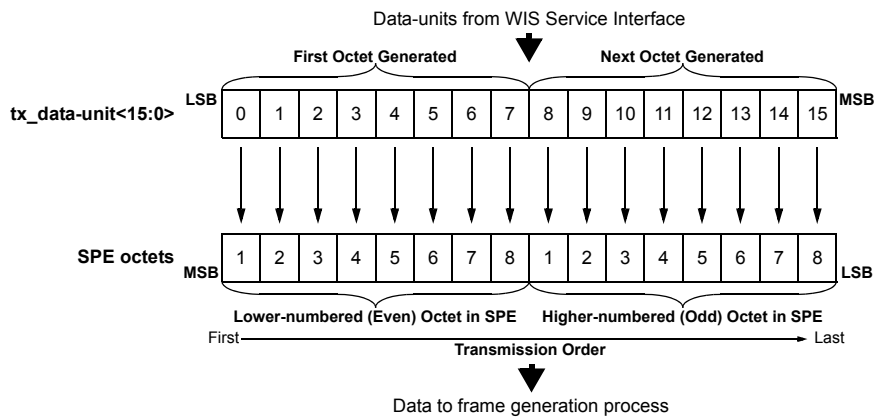 Data-units from WIS Service Interface
First Octet Generated Next Octet Generated
tx_data-unit<15:0> LSB 0 1 2 3 4 5 6 7 8 9 10 11 12 13 14 15 MSB
SPE octets MSB 1 2 3 4 5 6 7 8 1 2 3 4 5 6 7 8 LSB
Lower-numbered (Even) Octet in SPE Higher-numbered (Odd) Octet in SPE
First Last
Transmission Order
Data to frame generation process